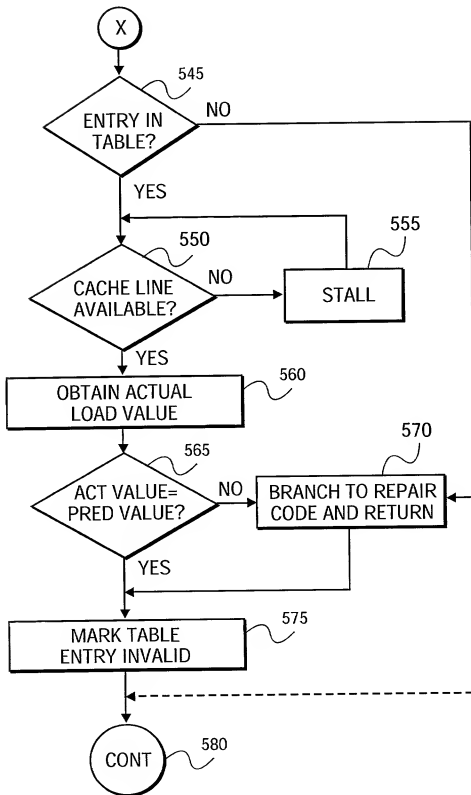 X
545
ENTRY IN
TABLE?
NO
YES
550
CACHE LINE
AVAILABLE?
NO
555
STALL
YES
560
OBTAIN ACTUAL
LOAD VALUE
565
ACT VALUE=
PRED VALUE?
NO
570
BRANCH TO REPAIR
CODE AND RETURN
YES
575
MARK TABLE
ENTRY INVALID
CONT
580